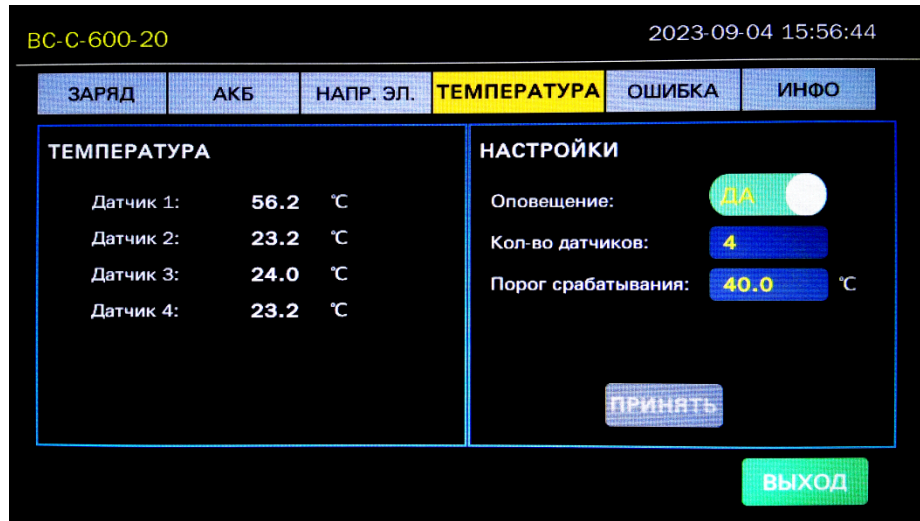 ВС-С-600-20
2023-09-04 15:56:44
ЗАРЯД
АКБ
НАПР. ЭЛ.
ТЕМПЕРАТУРА
ОШИБКА
ИНФО
ТЕМПЕРАТУРА
Датчик 1: 56.2 °C
Датчик 2: 23.2 °C
Датчик 3: 24.0 °C
Датчик 4: 23.2 °C
НАСТРОЙКИ
Оповещение: ДА
Кол-во датчиков: 4
Порог срабатывания: 40.0 °C
ПРИНЯТЬ
ВЫХОД